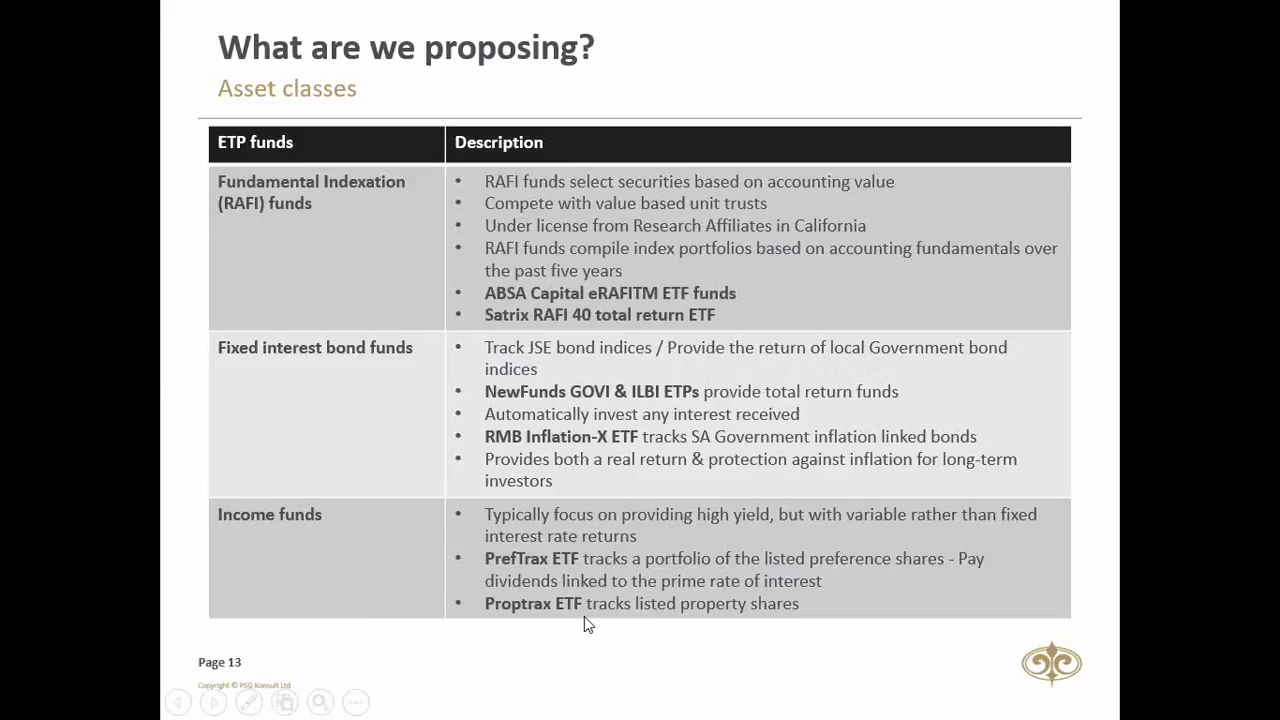 What are we proposing?
Asset classes
ETP funds
Description
Fundamental Indexation
(RAFI) funds
• RAFI funds select securities based on accounting value
• Compete with value based unit trusts
• Under license from Research Affiliates in California
• RAFI funds compile index portfolios based on accounting fundamentals over
the past five years
• ABSA Capital eRAFITM ETF funds
• Satrix RAFI 40 total return ETF
Fixed interest bond funds
• Track JSE bond indices / Provide the return of local Government bond
indices
• NewFunds GOVI & ILBI ETPs provide total return funds
• Automatically invest any interest received
• RMB Inflation-X ETF tracks SA Government inflation linked bonds
• Provides both a real return & protection against inflation for long-term
investors
Income funds
• Typically focus on providing high yield, but with variable rather than fixed
interest rate returns
• PrefTrax ETF tracks a portfolio of the listed preference shares - Pay
dividends linked to the prime rate of interest
• Proptrax ETF tracks listed property shares
Page 13
Copyright © PSG Konsult Ltd